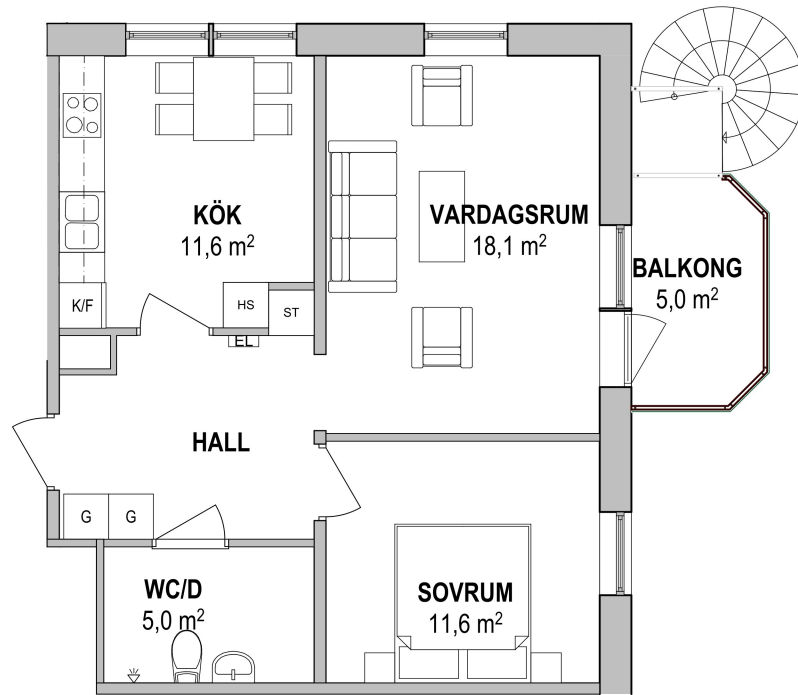 KÖK
11,6 m²
VARDAGSRUM
18,1 m²
BALKONG
5,0 m²
K/F
HS
ST
EL
HALL
G
G
WC/D
5,0 m²
SOVRUM
11,6 m²